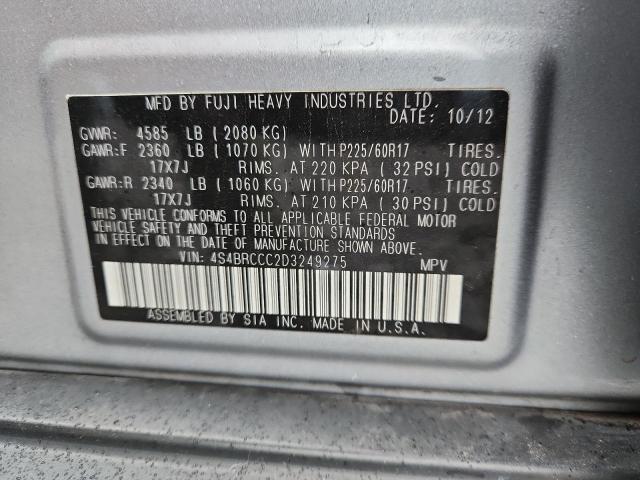 MFD BY FUJI HEAVY INDUSTRIES LTD.
DATE: 10/12
GVWR: 4585 LB ( 2080 KG)
GAWR:F 2360 LB ( 1070 KG) WITH P225/60R17 TIRES.
17X7J RIMS. AT 220 KPA ( 32 PSI) COLD
GAWR:R 2340 LB ( 1060 KG) WITH P225/60R17 TIRES.
17X7J RIMS. AT 210 KPA ( 30 PSI) COLD
THIS VEHICLE CONFORMS TO ALL APPLICABLE FEDERAL MOTOR
VEHICLE SAFETY AND THEFT PREVENTION STANDARDS
IN EFFECT ON THE DATE OF MANUFACTURE SHOWN ABOVE.
VIN: 4S4BRCCC2D3249275 MPV
ASSEMBLED BY SIA INC. MADE IN U.S.A.